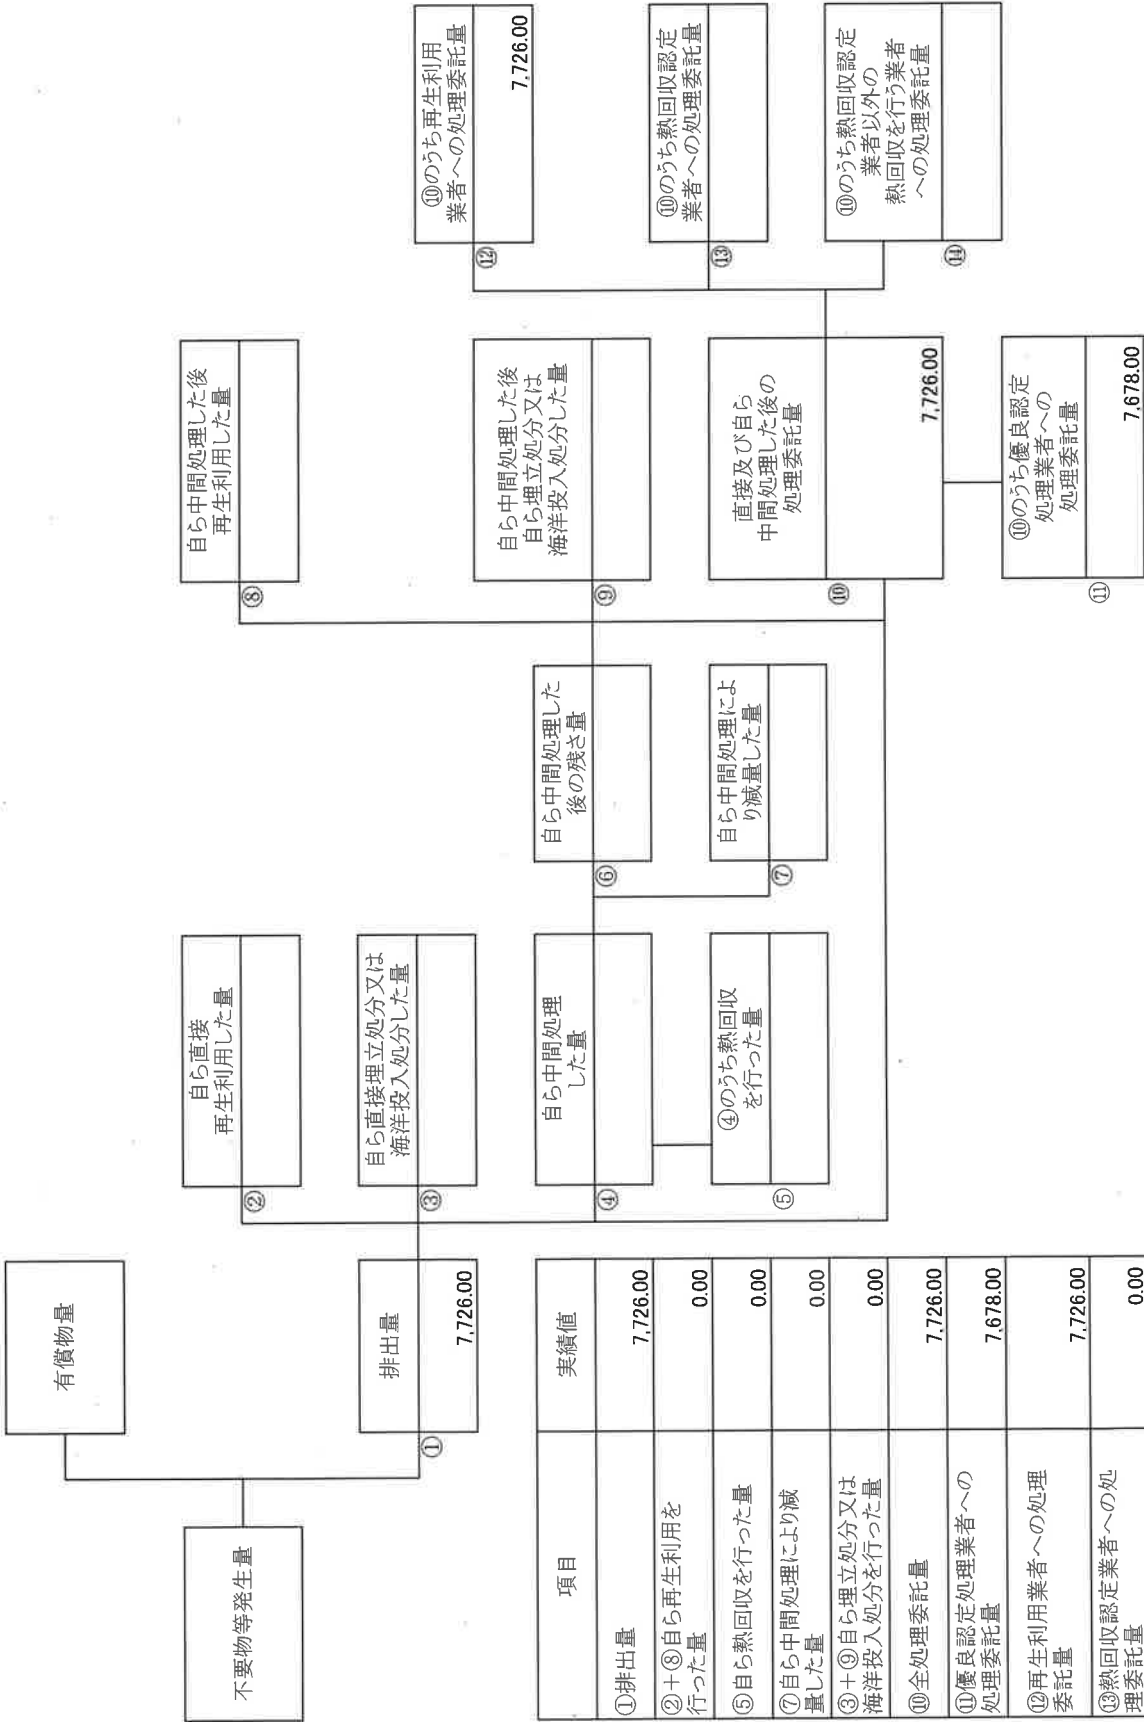 不要物等発生量
有償物量
①
排出量
7,726.00
②
自ら直接
再生利用した量
③
自ら直接埋立処分又は
海洋投入処分した量
④
自ら中間処理
した量
⑤
④のうち熱回収
を行った量
⑥
自ら中間処理した
後の残さ量
⑦
自ら中間処理によ
り減量した量
⑧
自ら中間処理した後
再生利用した量
⑨
自ら中間処理した後
自ら埋立処分又は
海洋投入処分した量
⑩
直接及び自ら
中間処理した後の
処理委託量
7,726.00
⑪
⑩のうち優良認定
処理業者への
処理委託量
7,678.00
⑫
⑩のうち再生利用
業者への処理委託量
7,726.00
⑬
⑩のうち熱回収認定
業者への処理委託量
⑭
⑩のうち熱回収認定
業者以外の
熱回収を行う業者
への処理委託量
項目 実績値
①排出量 7,726.00
②+⑧自ら再生利用を
行った量 0.00
⑤自ら熱回収を行った量 0.00
⑦自ら中間処理により減
量した量 0.00
③+⑨自ら埋立処分又は
海洋投入処分を行った量 0.00
⑩全処理委託量 7,726.00
⑪優良認定処理業者への
処理委託量 7,678.00
⑫再生利用業者への処理
委託量 7,726.00
⑬熱回収認定業者への処
理委託量 0.00